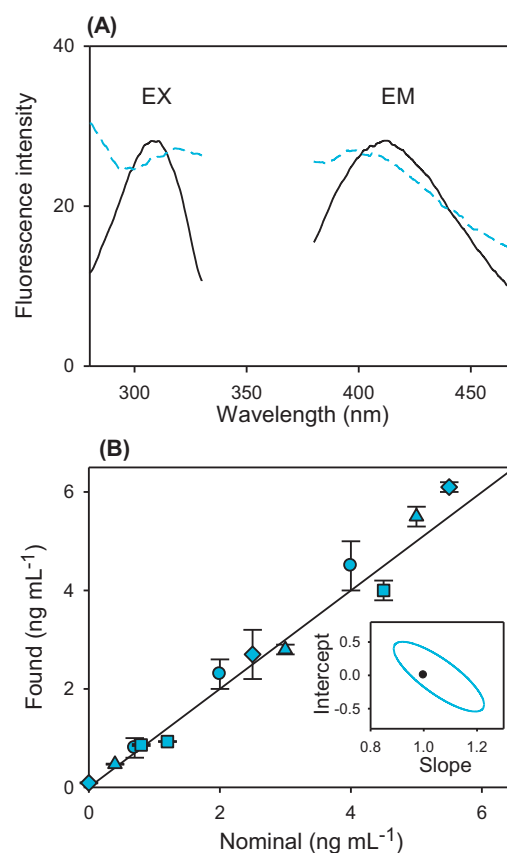 (A)
40
20
0
Fluorescence intensity
EX
EM
300
350
400
450
Wavelength (nm)
(B)
6
4
2
0
Found (ng mL⁻¹)
0
2
4
6
Nominal (ng mL⁻¹)
0.5
0.0
-0.5
Intercept
0.8
1.0
1.2
Slope